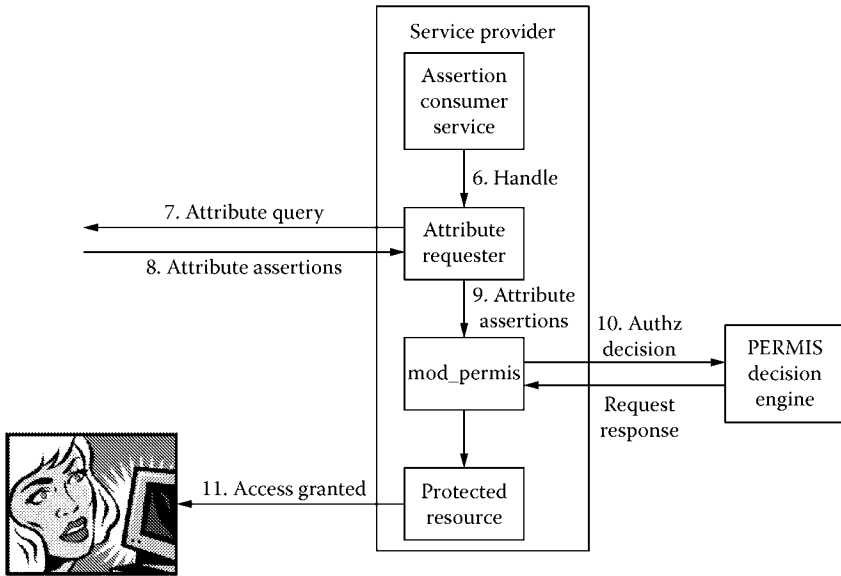 Service provider
Assertion
consumer
service
6. Handle
7. Attribute query
Attribute
requester
8. Attribute assertions
9. Attribute
assertions
10. Authz
decision
mod_permis
PERMIS
decision
engine
Request
response
11. Access granted
Protected
resource